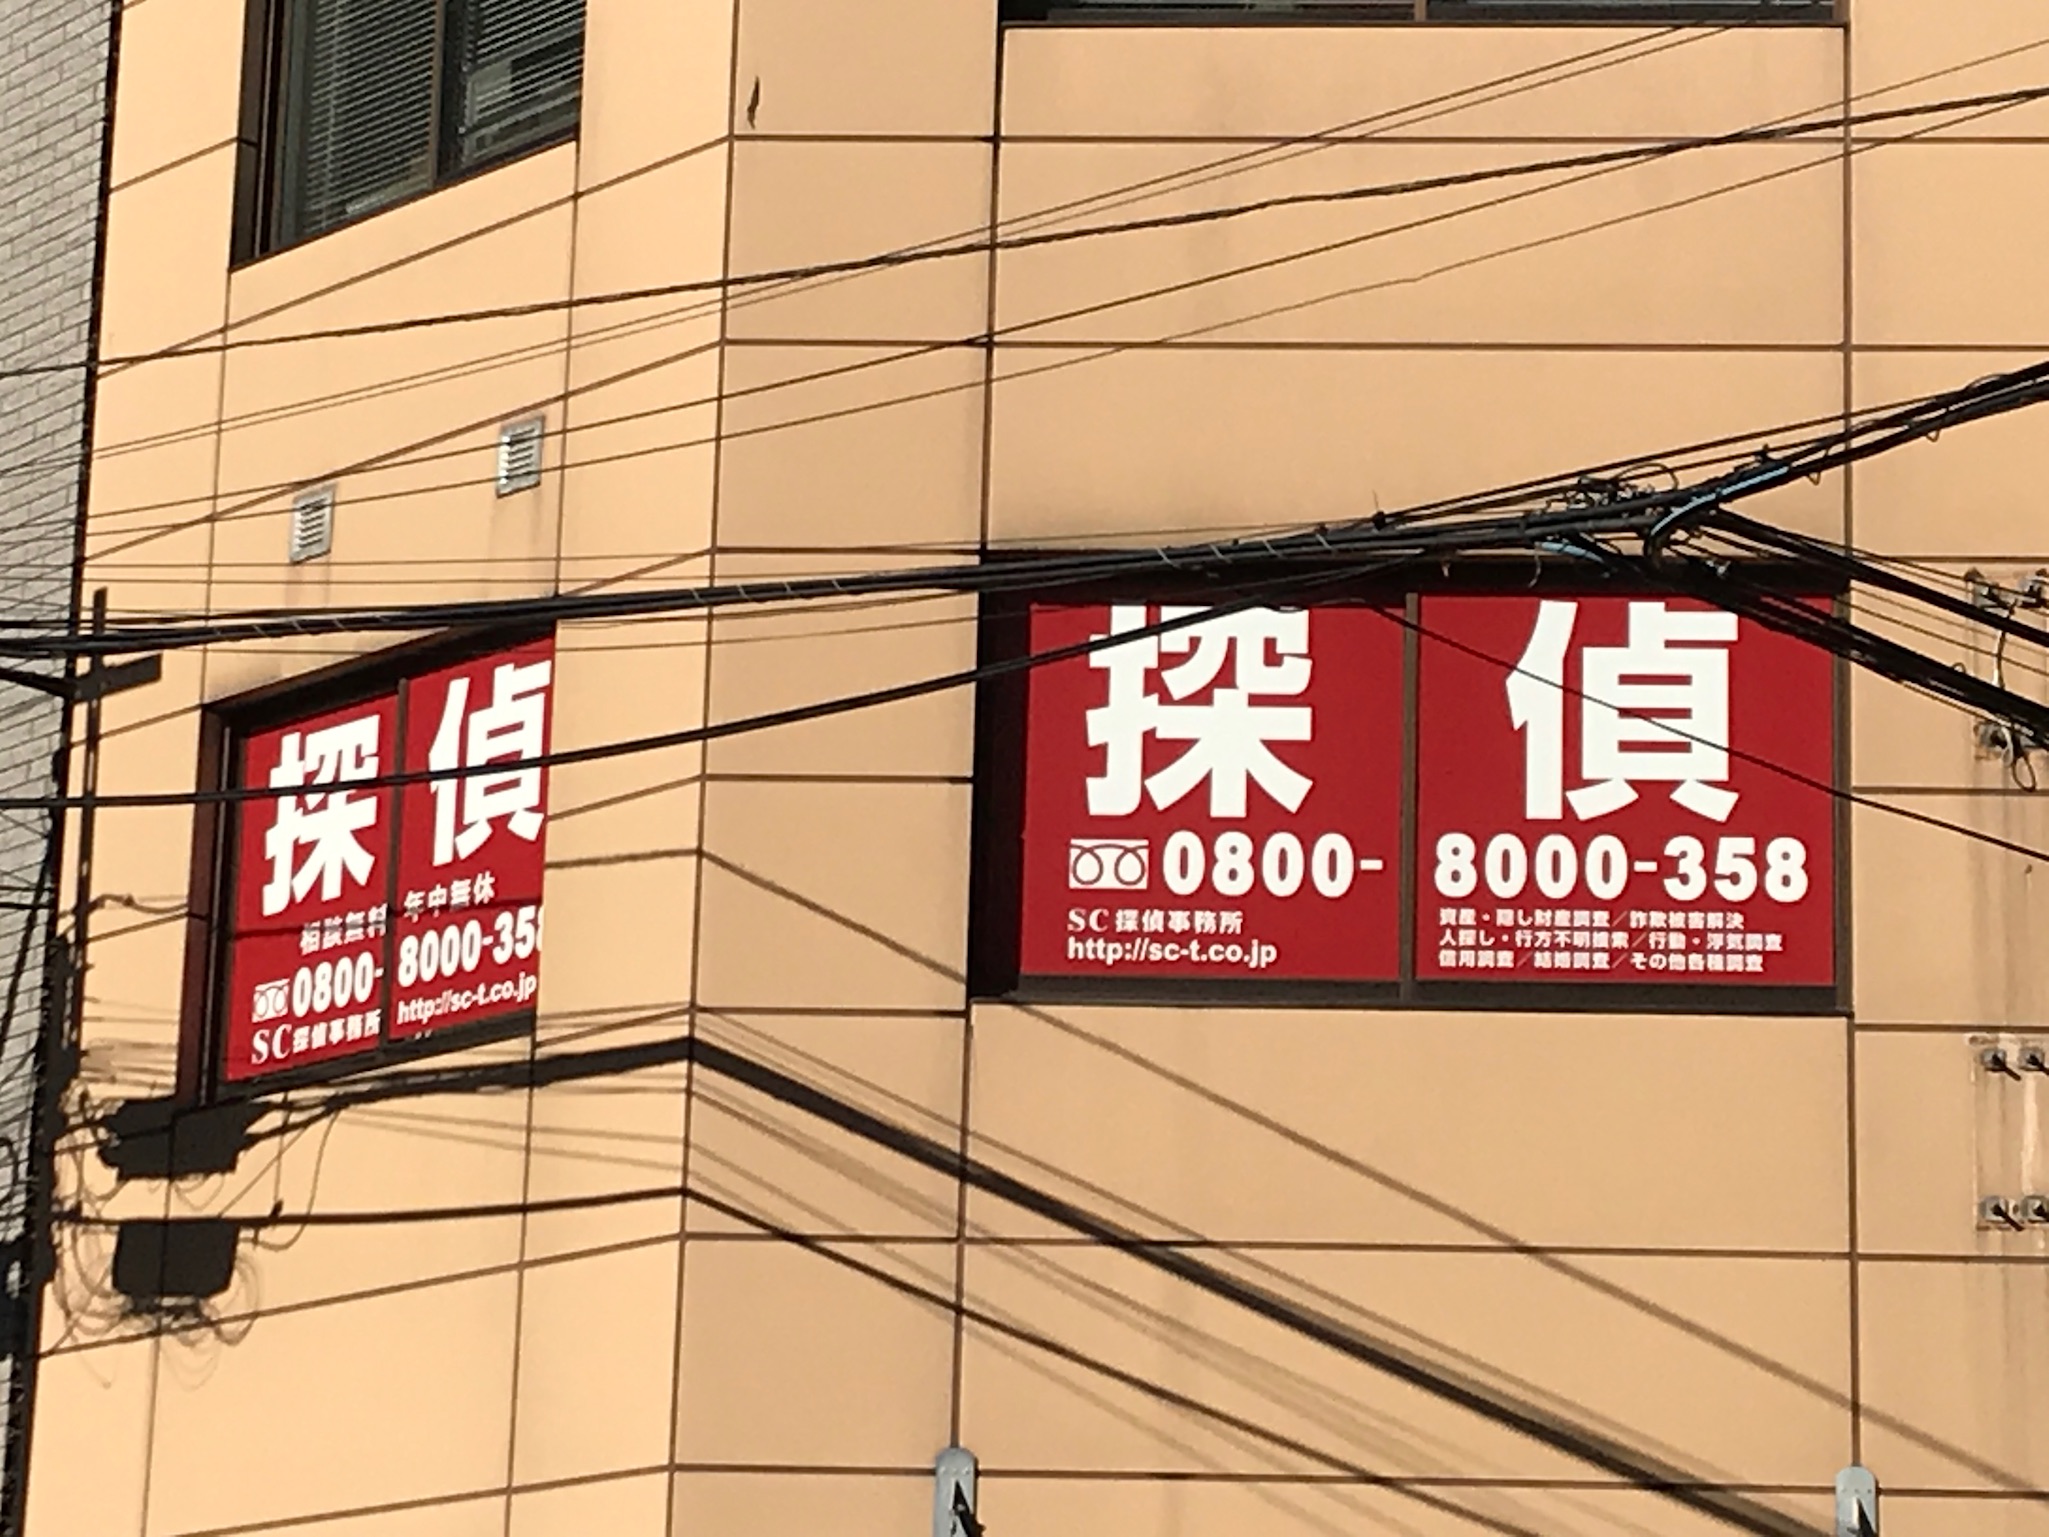 探偵
相談無料 年中無休
0800-8000-358
SC探偵事務所 http://sc-t.co.jp
探偵
0800-8000-358
SC 探偵事務所
http://sc-t.co.jp
資産・隠し財産調査／詐欺被害解決
人探し・行方不明捜索／行動・浮気調査
信用調査／結婚調査／その他各種調査